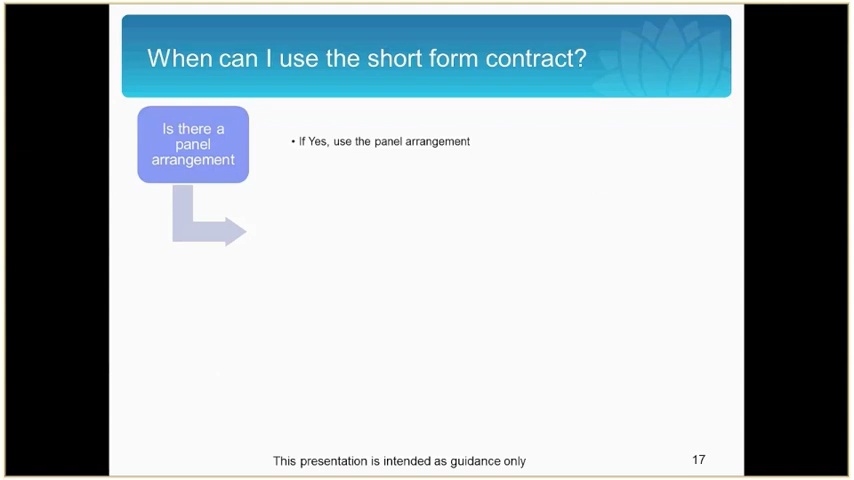 When can I use the short form contract?
Is there a
panel
arrangement
• If Yes, use the panel arrangement
This presentation is intended as guidance only
17